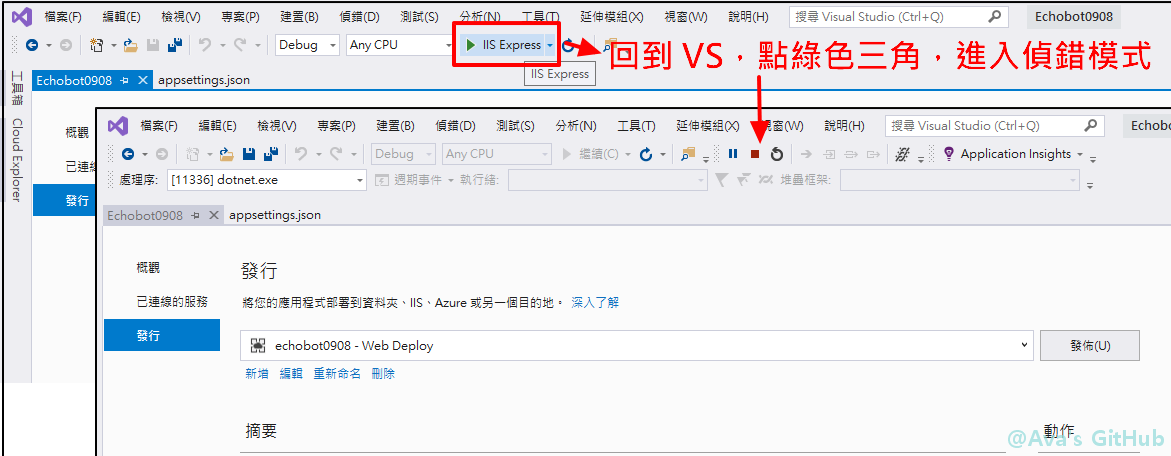 檔案(F) 編輯(E) 檢視(V) 專案(P) 建置(B) 偵錯(D) 測試(S) 分析(N) 工具(T) 延伸模組(X) 視窗(W) 說明(H) 搜尋 Visual Studio (Ctrl+Q) Echobot0908
Debug Any CPU IIS Express
回到 VS，點綠色三角，進入偵錯模式
IIS Express
Echobot0908 appsettings.json
工具箱 Cloud Explorer
概觀
已連線
發行
檔案(F) 編輯(E) 檢視(V) 專案(P) 建置(B) 偵錯(D) 測試(S) 分析(N) 工具(T) 延伸模組(X) 視窗(W) 說明(H) 搜尋 Visual Studio (Ctrl+Q)
Debug Any CPU 繼續(C) Application Insights
處理序: [11336] dotnet.exe 週期事件 執行緒: 堆疊框架:
Echobot0908 appsettings.json
概觀
已連線的服務
發行
發行
將您的應用程式部署到資料夾、IIS、Azure 或另一個目的地。 深入了解
echobot0908 - Web Deploy 發佈(U)
新增 編輯 重新命名 刪除
摘要 動作
@Ava's GitHub